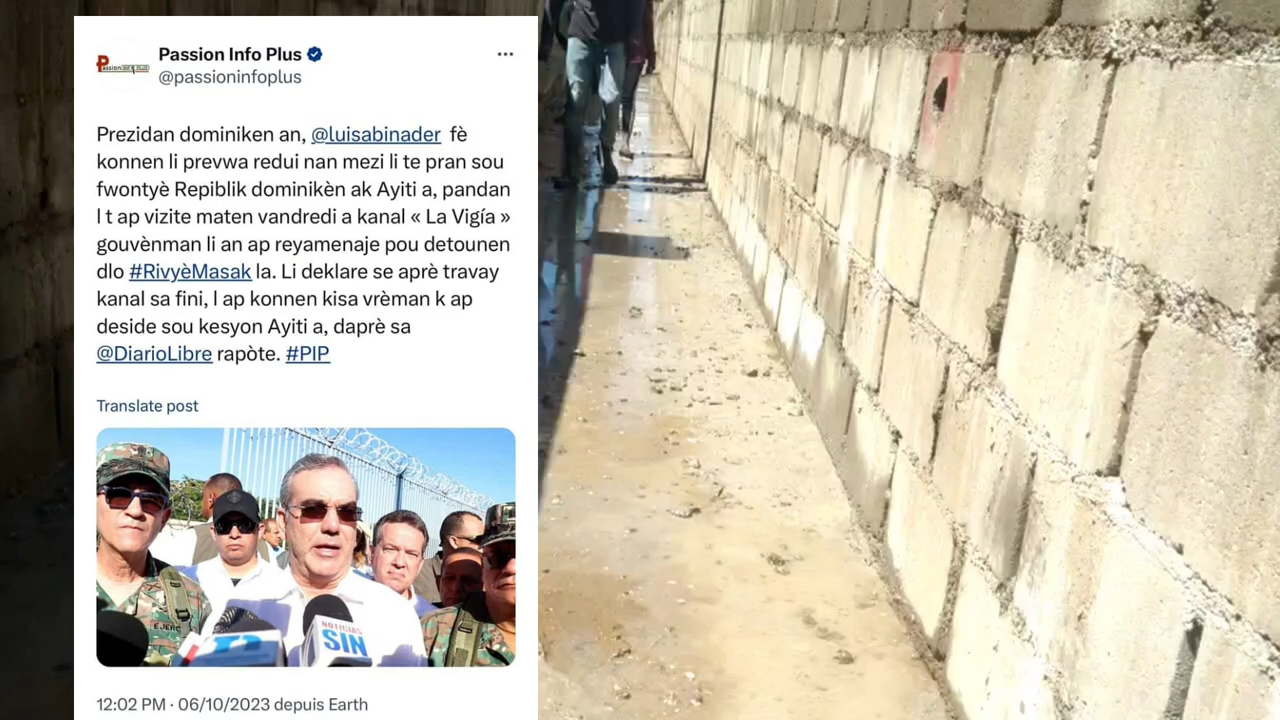 Passion Info Plus
@passioninfoplus
Prezidan dominiken an, @luisabinader fè
konnen li prevwa redui nan mezi li te pran sou
fwontyè Repiblik dominikèn ak Ayiti a, pandan
l t ap vizite maten vandredi a kanal « La Vigía »
gouvènman li an ap reyamenaje pou detounen
dlo #RivyèMasak la. Li deklare se aprè travay
kanal sa fini, l ap konnen kisa vrèman k ap
deside sou kesyon Ayiti a, daprè sa
@DiarioLibre rapòte. #PIP
Translate post
EJERC
NOTICIAS
SIN
12:02 PM · 06/10/2023 depuis Earth